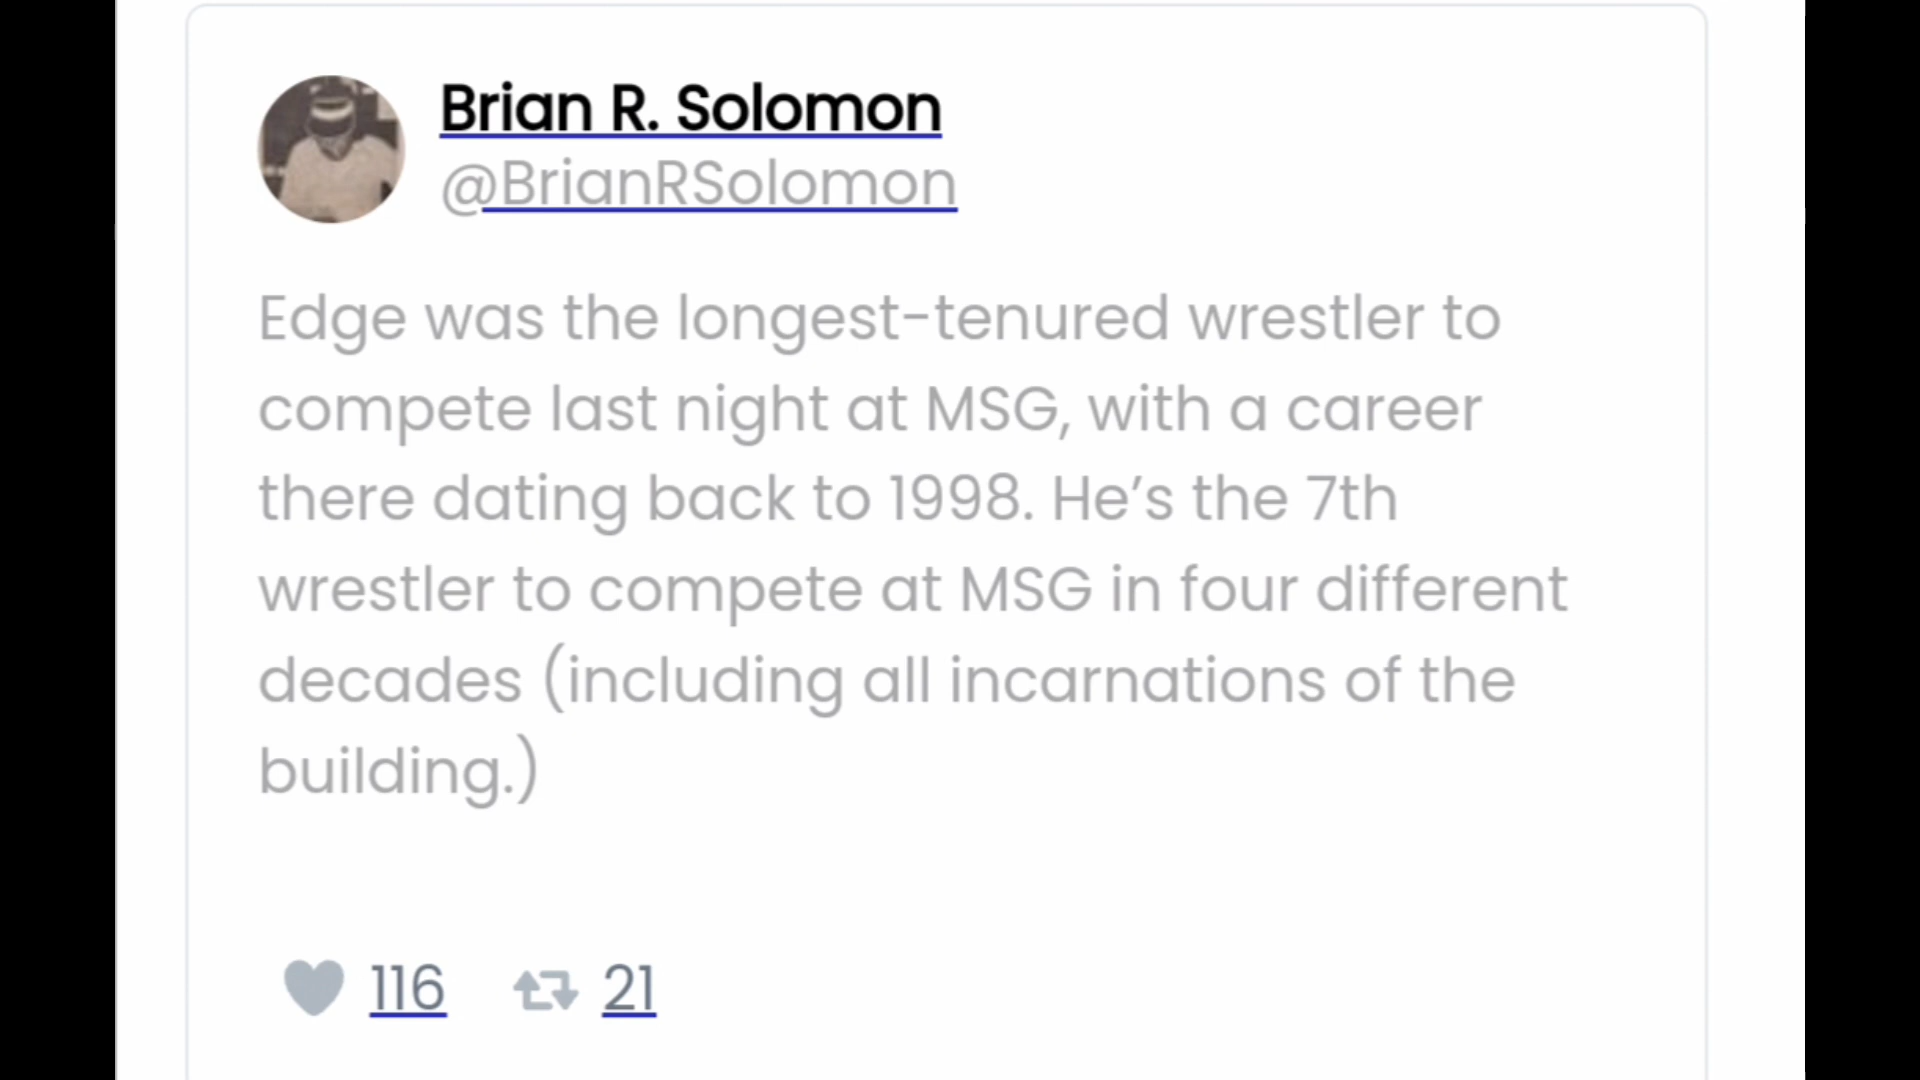 Brian R. Solomon
@BrianRSolomon
Edge was the longest-tenured wrestler to
compete last night at MSG, with a career
there dating back to 1998. He’s the 7th
wrestler to compete at MSG in four different
decades (including all incarnations of the
building.)
116 21